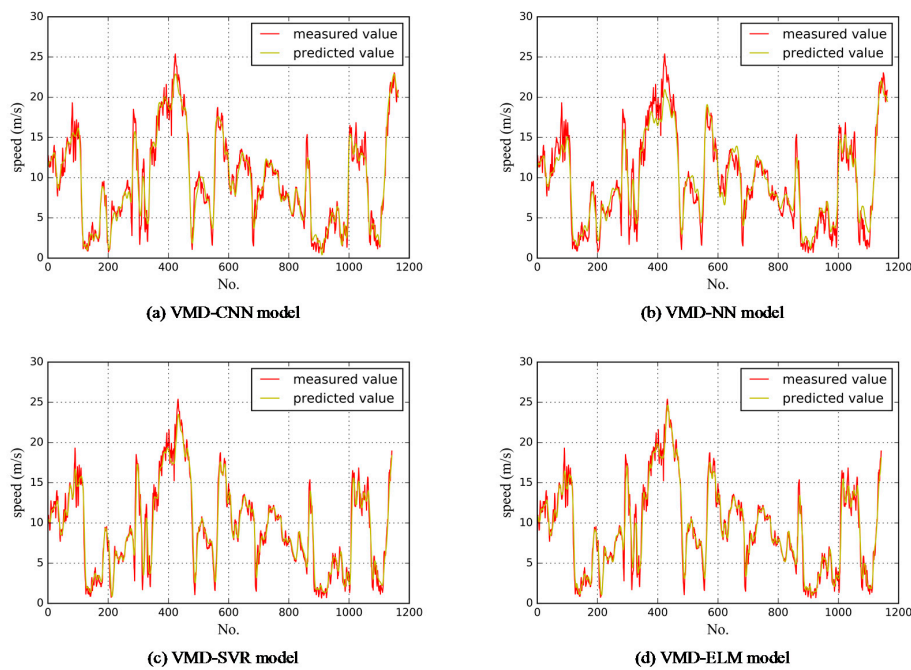 30
25
20
15
10
5
0
speed (m/s)
measured value
predicted value
0 200 400 600 800 1000 1200
No.
(a) VMD-CNN model
30
25
20
15
10
5
0
speed (m/s)
measured value
predicted value
0 200 400 600 800 1000 1200
No.
(b) VMD-NN model
30
25
20
15
10
5
0
speed (m/s)
measured value
predicted value
0 200 400 600 800 1000 1200
No.
(c) VMD-SVR model
30
25
20
15
10
5
0
speed (m/s)
measured value
predicted value
0 200 400 600 800 1000 1200
No.
(d) VMD-ELM model